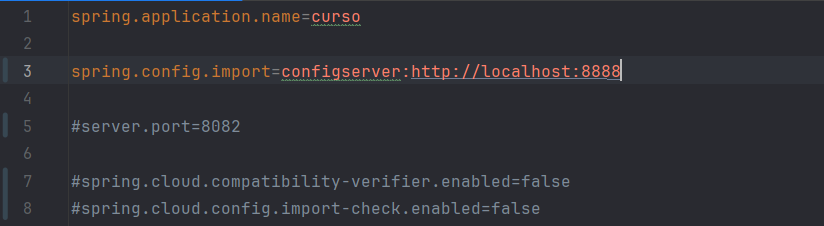 1 spring.application.name=curso
2
3 spring.config.import=configserver:http://localhost:8888
4
5 #server.port=8082
6
7 #spring.cloud.compatibility-verifier.enabled=false
8 #spring.cloud.config.import-check.enabled=false